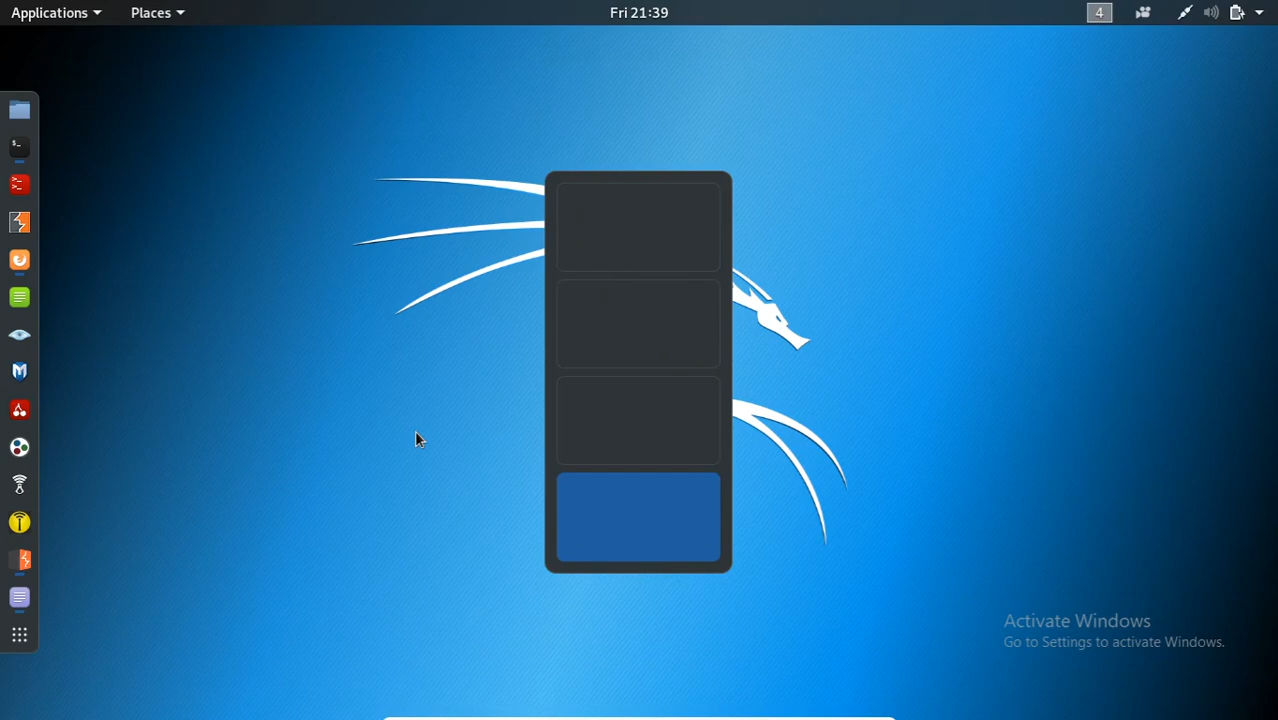 Applications
Places
Fri 21:39
4
Activate Windows
Go to Settings to activate Windows.